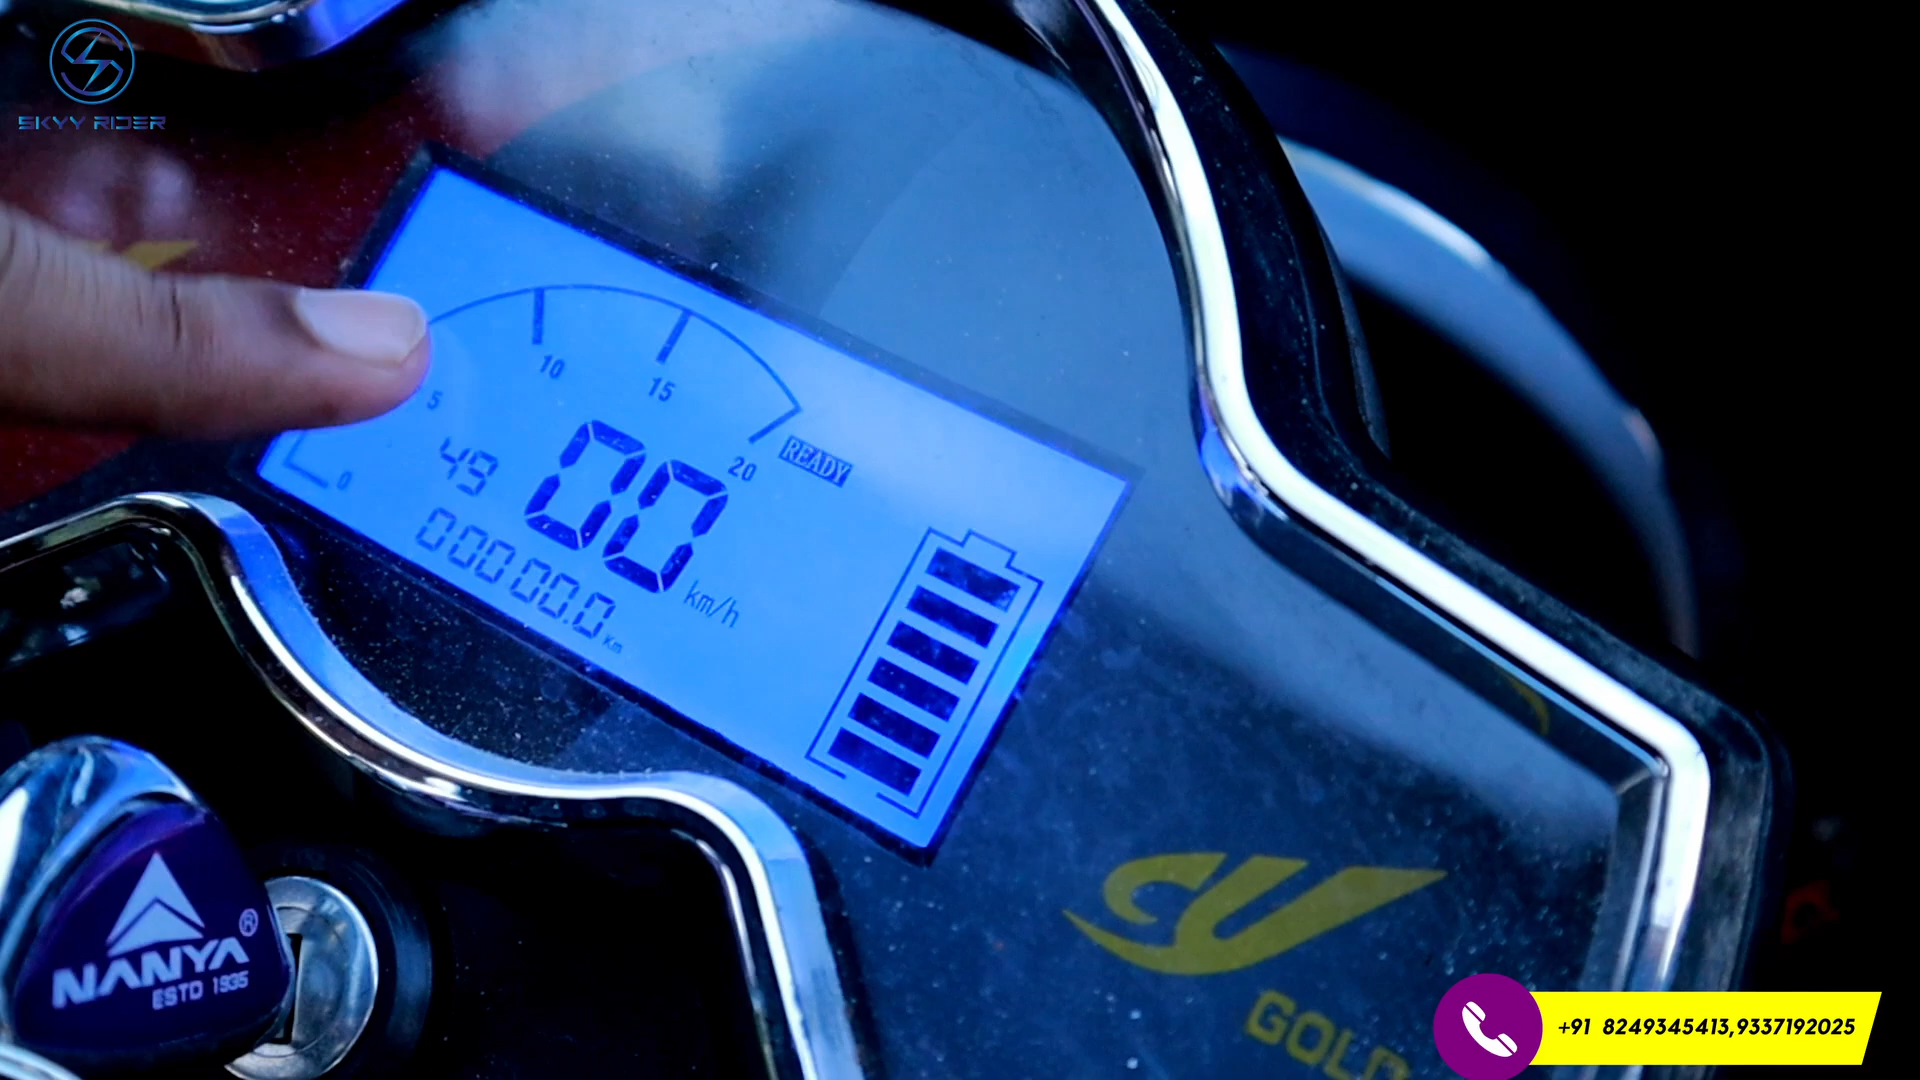 SKYY RIDER
5
10
15
20
0
READY
49
00
km/h
00000.0
Km
NANYA®
ESTD 1935
GOLD
+91 8249345413,9337192025